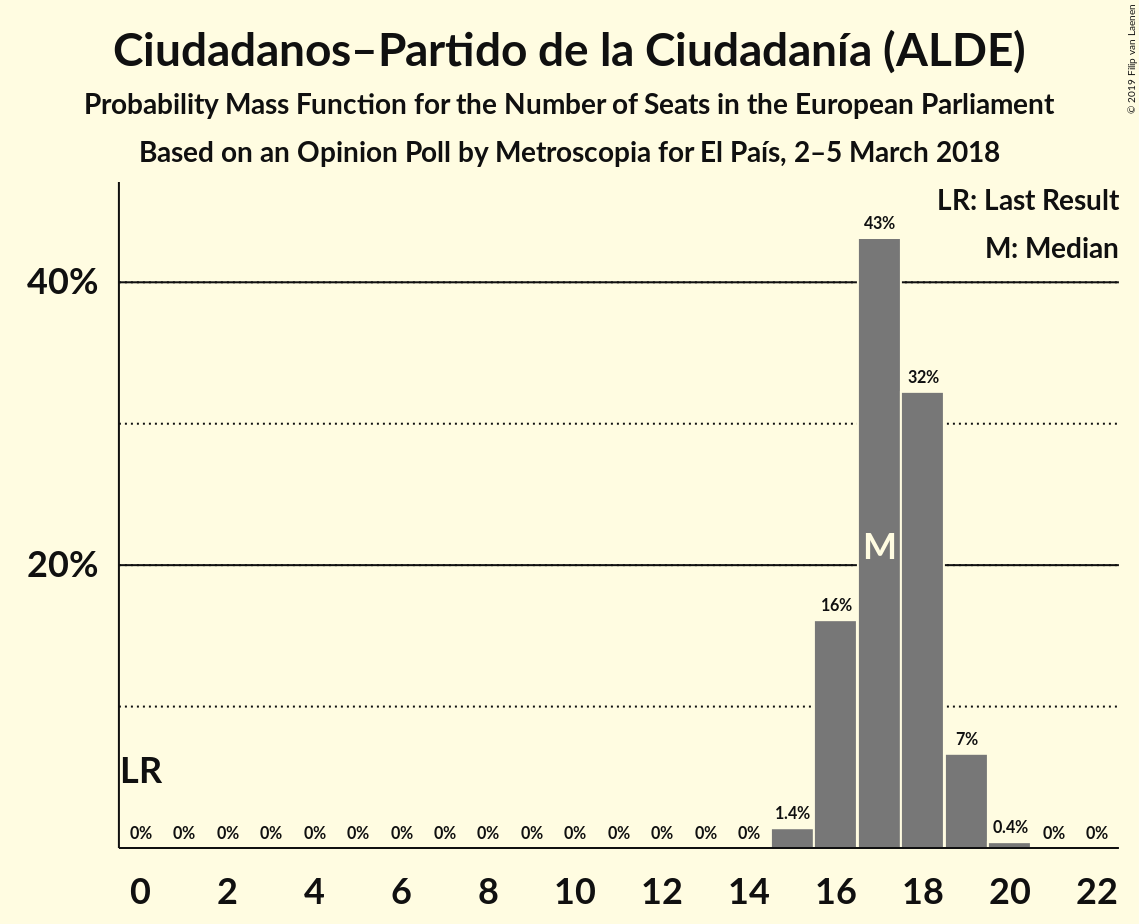 Ciudadanos–Partido de la Ciudadanía (ALDE)
Probability Mass Function for the Number of Seats in the European Parliament
Based on an Opinion Poll by Metroscopia for El País, 2–5 March 2018
© 2019 Filip van Laenen
LR: Last Result
M: Median
43%
40%
32%
M
20%
16%
7%
LR
1.4%
0.4%
0% 0% 0% 0% 0% 0% 0% 0% 0% 0% 0% 0% 0% 0% 0% 0% 0%
0 2 4 6 8 10 12 14 16 18 20 22